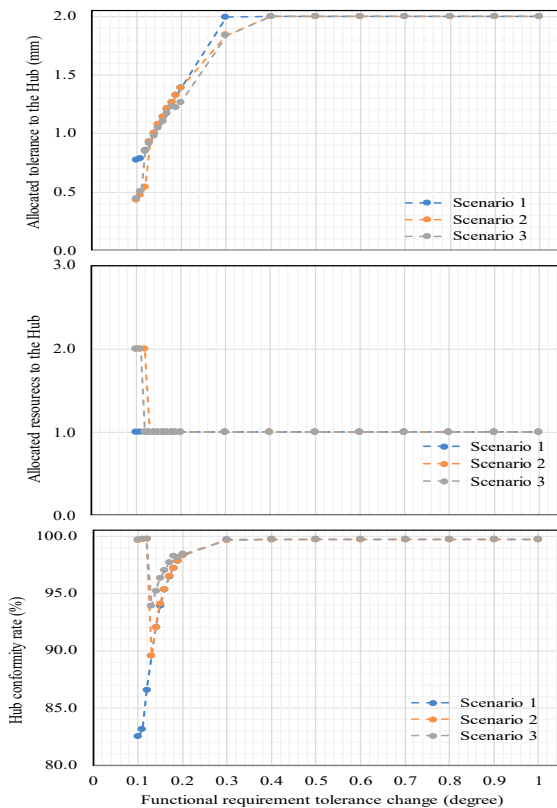 2.0
1.5
1.0
0.5
0.0
Allocated tolerance to the Hub (mm)
Scenario 1
Scenario 2
Scenario 3
3.0
2.0
1.0
0.0
Allocated resourecs to the Hub
Scenario 1
Scenario 2
Scenario 3
100.0
95.0
90.0
85.0
80.0
Hub conformity rate (%)
Scenario 1
Scenario 2
Scenario 3
0 0.1 0.2 0.3 0.4 0.5 0.6 0.7 0.8 0.9 1
Functional requirement tolerance change (degree)